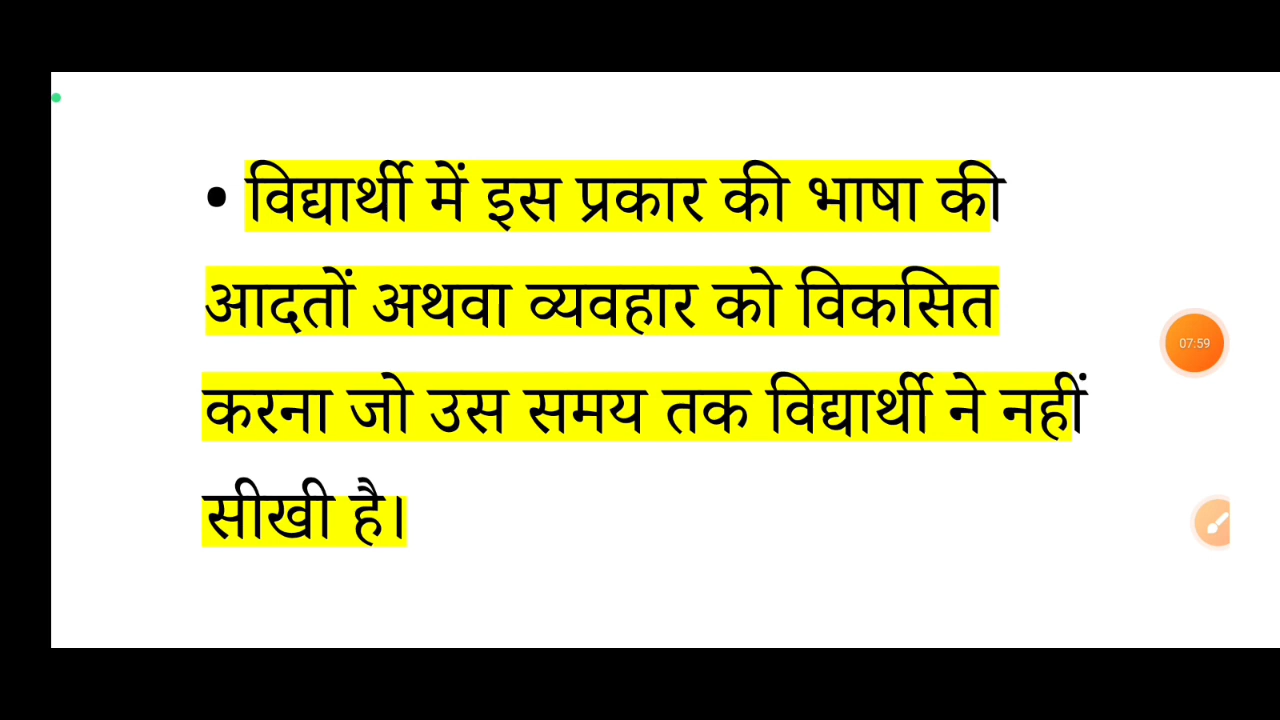 • विद्यार्थी में इस प्रकार की भाषा की
आदतों अथवा व्यवहार को विकसित
करना जो उस समय तक विद्यार्थी ने नहीं
सीखी है।
07:59